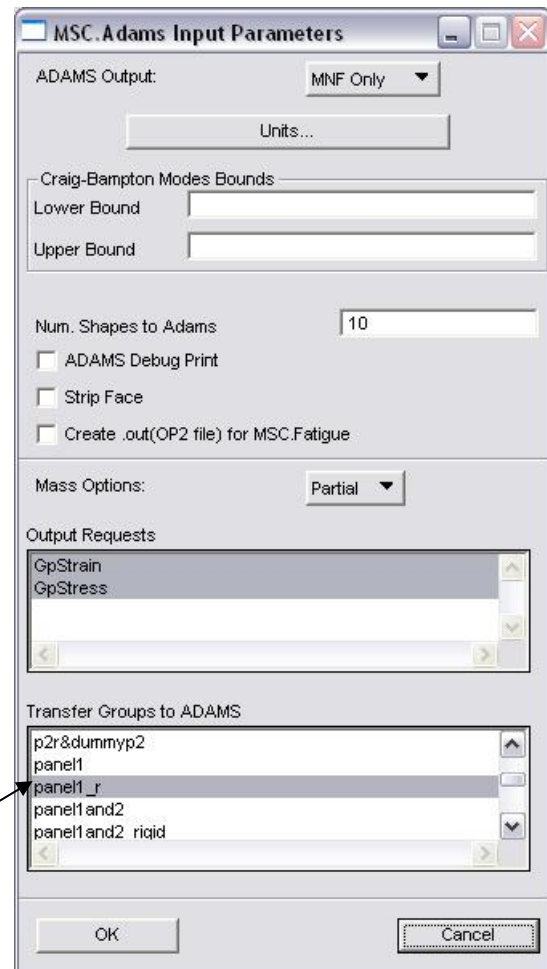 MSC.Adams Input Parameters
ADAMS Output:
MNF Only
Units...
Craig-Bampton Modes Bounds
Lower Bound
Upper Bound
Num. Shapes to Adams
10
ADAMS Debug Print
Strip Face
Create .out(OP2 file) for MSC.Fatigue
Mass Options:
Partial
Output Requests
GpStrain
GpStress
Transfer Groups to ADAMS
p2r&dummyp2
panel1
panel1_r
panel1and2
panel1and2_rigid
OK
Cancel